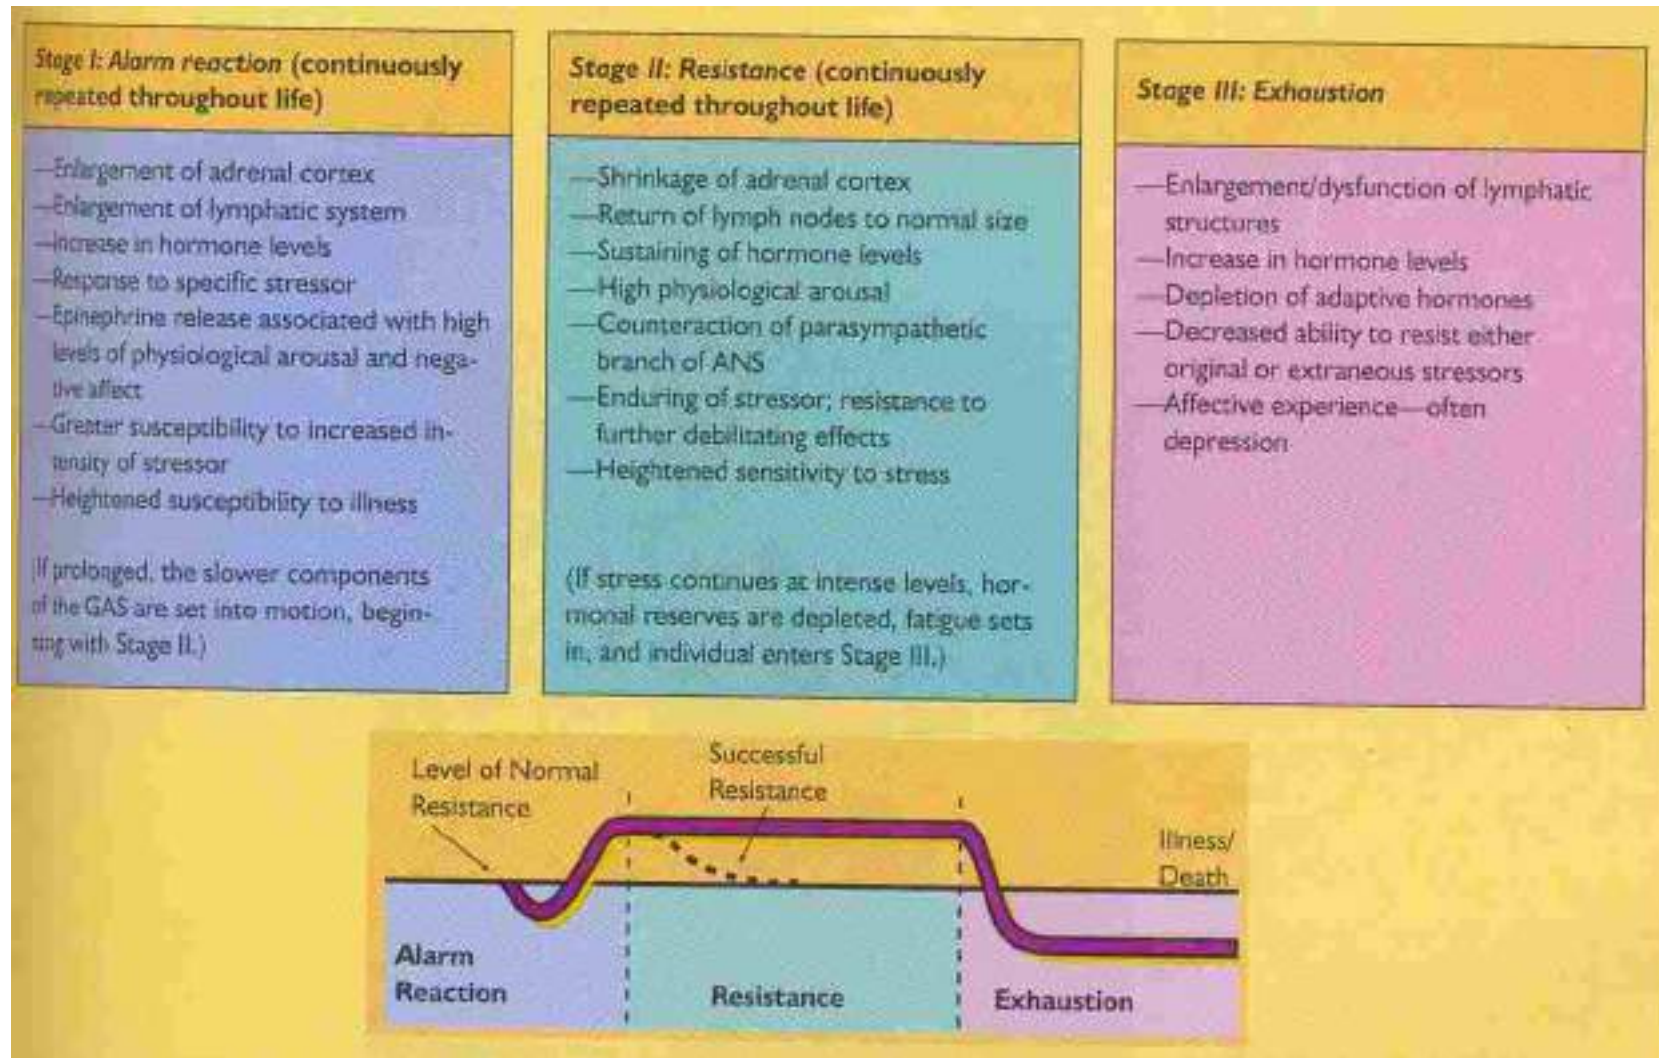 Stage I: Alarm reaction (continuously
repeated throughout life)
—Enlargement of adrenal cortex
—Enlargement of lymphatic system
—Increase in hormone levels
—Response to specific stressor
—Epinephrine release associated with high
levels of physiological arousal and nega-
tive affect
—Greater susceptibility to increased in-
tensity of stressor
—Heightened susceptibility to illness
(If prolonged, the slower components
of the GAS are set into motion, begin-
ning with Stage II.)
Stage II: Resistance (continuously
repeated throughout life)
—Shrinkage of adrenal cortex
—Return of lymph nodes to normal size
—Sustaining of hormone levels
—High physiological arousal
—Counteraction of parasympathetic
branch of ANS
—Enduring of stressor; resistance to
further debilitating effects
—Heightened sensitivity to stress
(If stress continues at intense levels, hor-
monal reserves are depleted, fatigue sets
in, and individual enters Stage III.)
Stage III: Exhaustion
—Enlargement/dysfunction of lymphatic
structures
—Increase in hormone levels
—Depletion of adaptive hormones
—Decreased ability to resist either
original or extraneous stressors
—Affective experience—often
depression
Level of Normal
Resistance
Successful
Resistance
Illness/
Death
Alarm
Reaction
Resistance
Exhaustion